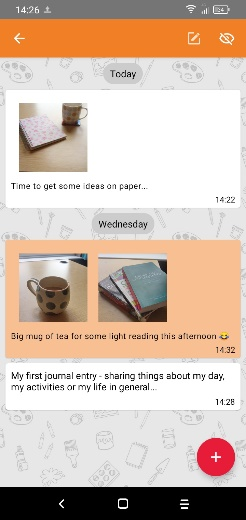 14:26
Today
Time to get some ideas on paper...
14:22
Wednesday
Big mug of tea for some light reading this afternoon 😊
14:32
My first journal entry - sharing things about my day,
my activities or my life in general...
14:28